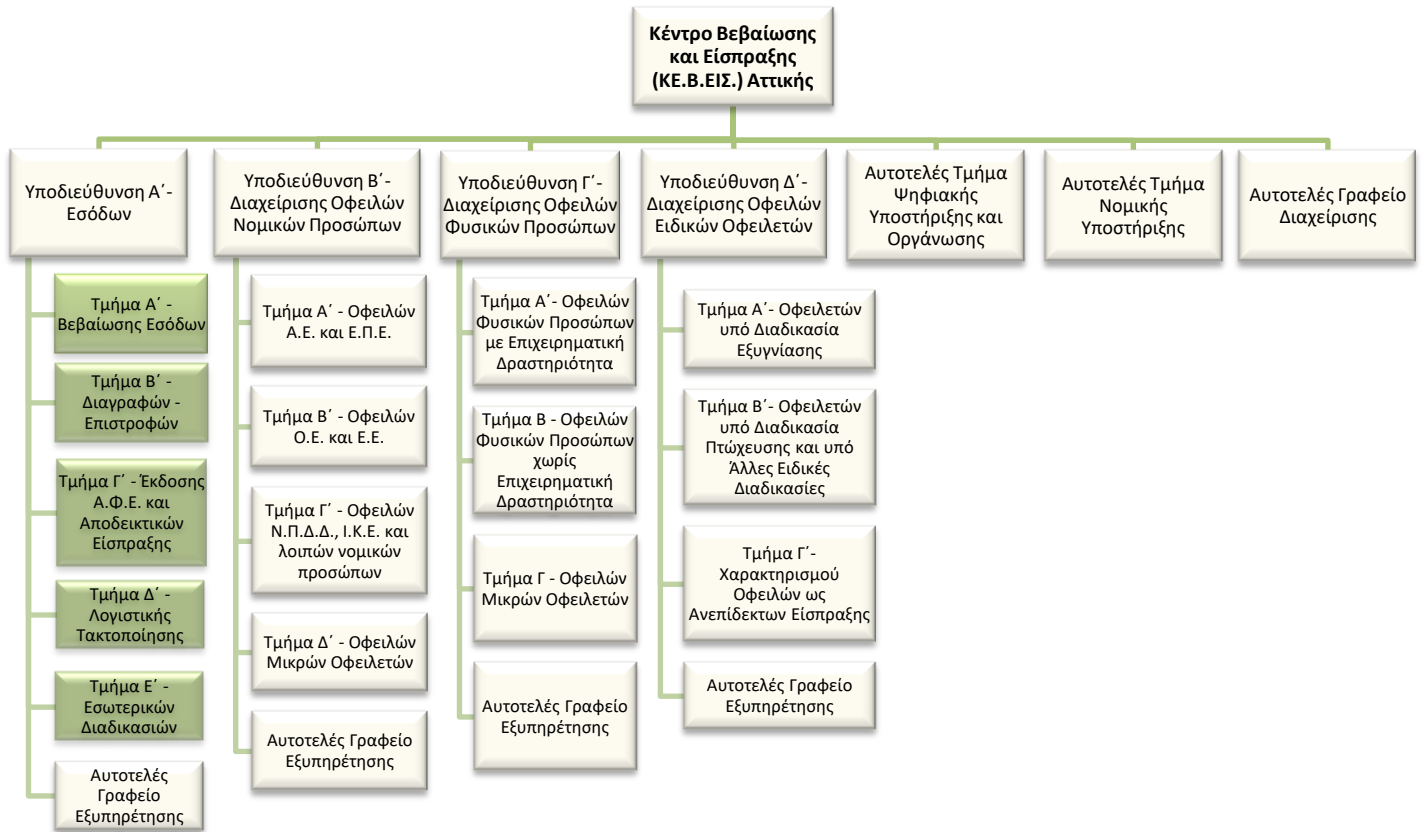 Κέντρο Βεβαίωσης
και Είσπραξης
(ΚΕ.Β.ΕΙΣ.) Αττικής
Υποδιεύθυνση Α΄-
Εσόδων
Τμήμα Α΄ -
Βεβαίωσης Εσόδων
Τμήμα Β΄ -
Διαγραφών -
Επιστροφών
Τμήμα Γ΄ - Έκδοσης
Α.Φ.Ε. και
Αποδεικτικών
Είσπραξης
Τμήμα Δ΄ -
Λογιστικής
Τακτοποίησης
Τμήμα Ε΄ -
Εσωτερικών
Διαδικασιών
Αυτοτελές
Γραφείο
Εξυπηρέτησης
Υποδιεύθυνση Β΄-
Διαχείρισης Οφειλών
Νομικών Προσώπων
Τμήμα Α΄ - Οφειλών
Α.Ε. και Ε.Π.Ε.
Τμήμα Β΄ - Οφειλών
Ο.Ε. και Ε.Ε.
Τμήμα Γ΄ - Οφειλών
Ν.Π.Δ.Δ., Ι.Κ.Ε. και
λοιπών νομικών
προσώπων
Τμήμα Δ΄ - Οφειλών
Μικρών Οφειλετών
Αυτοτελές Γραφείο
Εξυπηρέτησης
Υποδιεύθυνση Γ΄-
Διαχείρισης Οφειλών
Φυσικών Προσώπων
Τμήμα Α΄- Οφειλών
Φυσικών Προσώπων
με Επιχειρηματική
Δραστηριότητα
Τμήμα Β - Οφειλών
Φυσικών Προσώπων
χωρίς
Επιχειρηματική
Δραστηριότητα
Τμήμα Γ - Οφειλών
Μικρών Οφειλετών
Αυτοτελές Γραφείο
Εξυπηρέτησης
Υποδιεύθυνση Δ΄-
Διαχείρισης Οφειλών
Ειδικών Οφειλετών
Τμήμα Α΄- Οφειλετών
υπό Διαδικασία
Εξυγνίασης
Τμήμα Β΄- Οφειλετών
υπό Διαδικασία
Πτώχευσης και υπό
Άλλες Ειδικές
Διαδικασίες
Τμήμα Γ΄-
Χαρακτηρισμού
Οφειλών ως
Ανεπίδεκτων Είσπραξης
Αυτοτελές Γραφείο
Εξυπηρέτησης
Αυτοτελές Τμήμα
Ψηφιακής
Υποστήριξης και
Οργάνωσης
Αυτοτελές Τμήμα
Νομικής
Υποστήριξης
Αυτοτελές Γραφείο
Διαχείρισης